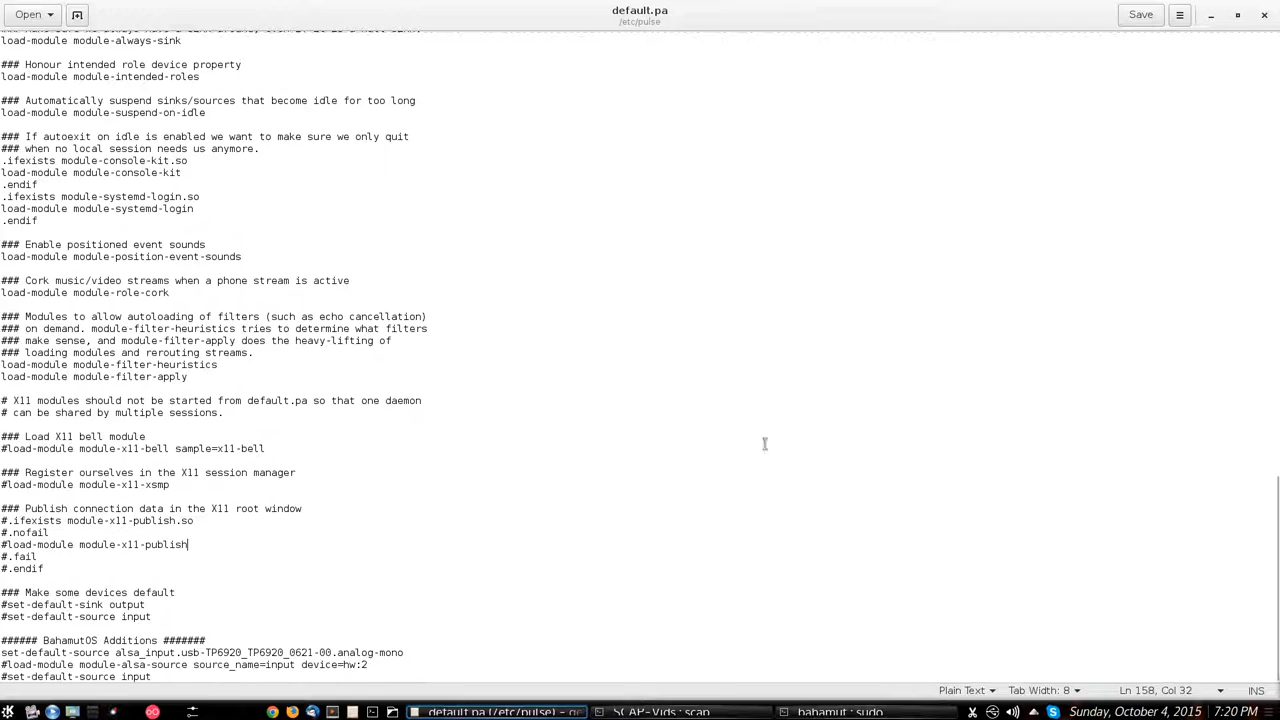 Open
default.pa
/etc/pulse
Save
load-module module-always-sink
### Honour intended role device property
load-module module-intended-roles
### Automatically suspend sinks/sources that become idle for too long
load-module module-suspend-on-idle
### If autoexit on idle is enabled we want to make sure we only quit
### when no local session needs us anymore.
.ifexists module-console-kit.so
load-module module-console-kit
.endif
.ifexists module-systemd-login.so
load-module module-systemd-login
.endif
### Enable positioned event sounds
load-module module-position-event-sounds
### Cork music/video streams when a phone stream is active
load-module module-role-cork
### Modules to allow autoloading of filters (such as echo cancellation)
### on demand. module-filter-heuristics tries to determine what filters
### make sense, and module-filter-apply does the heavy-lifting of
### loading modules and rerouting streams.
load-module module-filter-heuristics
load-module module-filter-apply
# X11 modules should not be started from default.pa so that one daemon
# can be shared by multiple sessions.
### Load X11 bell module
#load-module module-x11-bell sample=x11-bell
### Register ourselves in the X11 session manager
#load-module module-x11-xsmp
### Publish connection data in the X11 root window
#.ifexists module-x11-publish.so
#.nofail
#load-module module-x11-publish
#.fail
#.endif
### Make some devices default
#set-default-sink output
#set-default-source input
###### BahamutOS Additions #######
set-default-source alsa_input.usb-TP6920_TP6920_0621-00.analog-mono
#load-module module-alsa-source source_name=input device=hw:2
#set-default-source input
Plain Text Tab Width: 8 Ln 158, Col 32 INS
default.pa (/etc/pulse) - ge SCAP-Vids : scap bahamut : sudo Sunday, October 4, 2015 7:20 PM